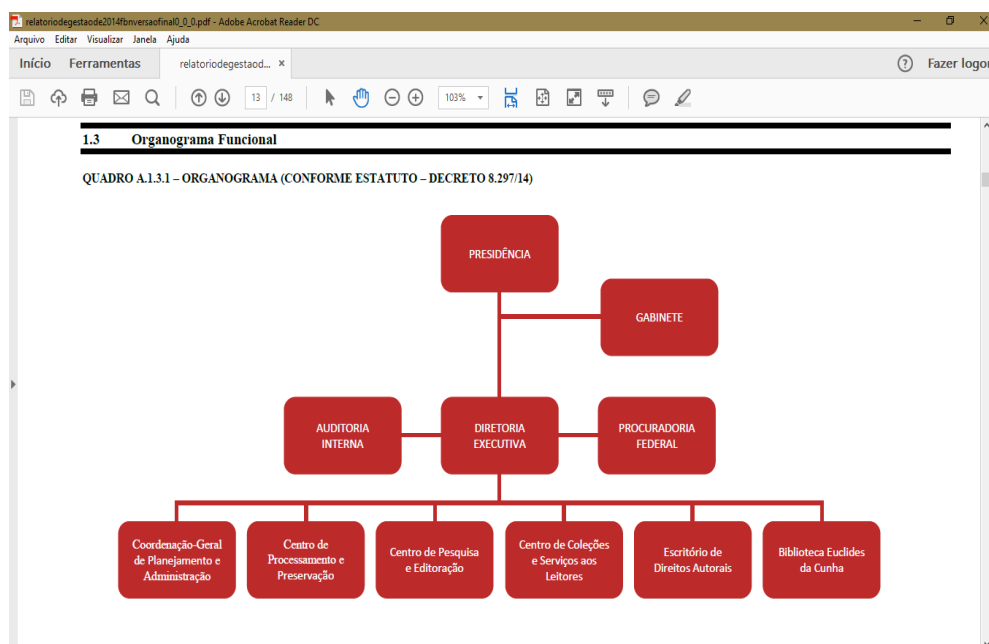 relatoriodegestaode2014fbnversaofinal0_0_0.pdf - Adobe Acrobat Reader DC
Arquivo Editar Visualizar Janela Ajuda
Início Ferramentas relatoriodegestaod... × ? Fazer logon
13 / 148 103%
1.3 Organograma Funcional
QUADRO A.1.3.1 – ORGANOGRAMA (CONFORME ESTATUTO – DECRETO 8.297/14)
PRESIDÊNCIA
GABINETE
AUDITORIA
INTERNA
DIRETORIA
EXECUTIVA
PROCURADORIA
FEDERAL
Coordenação-Geral
de Planejamento e
Administração
Centro de
Processamento e
Preservação
Centro de Pesquisa
e Editoração
Centro de Coleções
e Serviços aos
Leitores
Escritório de
Direitos Autorais
Biblioteca Euclides
da Cunha